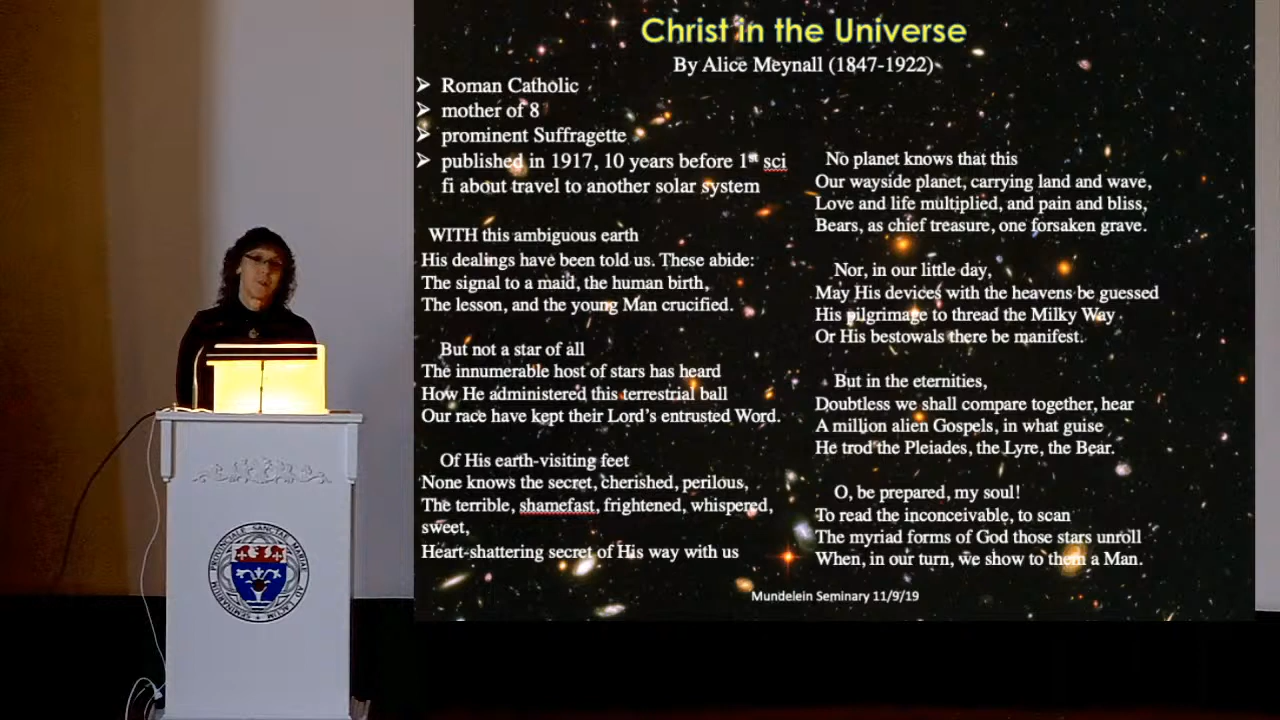 Christ in the Universe
By Alice Meynall (1847-1922)
Roman Catholic
mother of 8
prominent Suffragette
published in 1917, 10 years before 1st sci
fi about travel to another solar system
WITH this ambiguous earth
His dealings have been told us. These abide:
The signal to a maid, the human birth,
The lesson, and the young Man crucified.
But not a star of all
The innumerable host of stars has heard
How He administered this terrestrial ball
Our race have kept their Lord's entrusted Word.
Of His earth-visiting feet
None knows the secret, cherished, perilous,
The terrible, shamefast, frightened, whispered,
sweet,
Heart-shattering secret of His way with us
No planet knows that this
Our wayside planet, carrying land and wave,
Love and life multiplied, and pain and bliss,
Bears, as chief treasure, one forsaken grave.
Nor, in our little day,
May His devices with the heavens be guessed
His pilgrimage to thread the Milky Way
Or His bestowals there be manifest.
But in the eternities,
Doubtless we shall compare together, hear
A million alien Gospels, in what guise
He trod the Pleiades, the Lyre, the Bear.
O, be prepared, my soul!
To read the inconceivable, to scan
The myriad forms of God those stars unroll
When, in our turn, we show to them a Man.
Mundelein Seminary 11/9/19
SEMINARIUM PROVINCIALE SANCTAE MARIAE AD LACUM